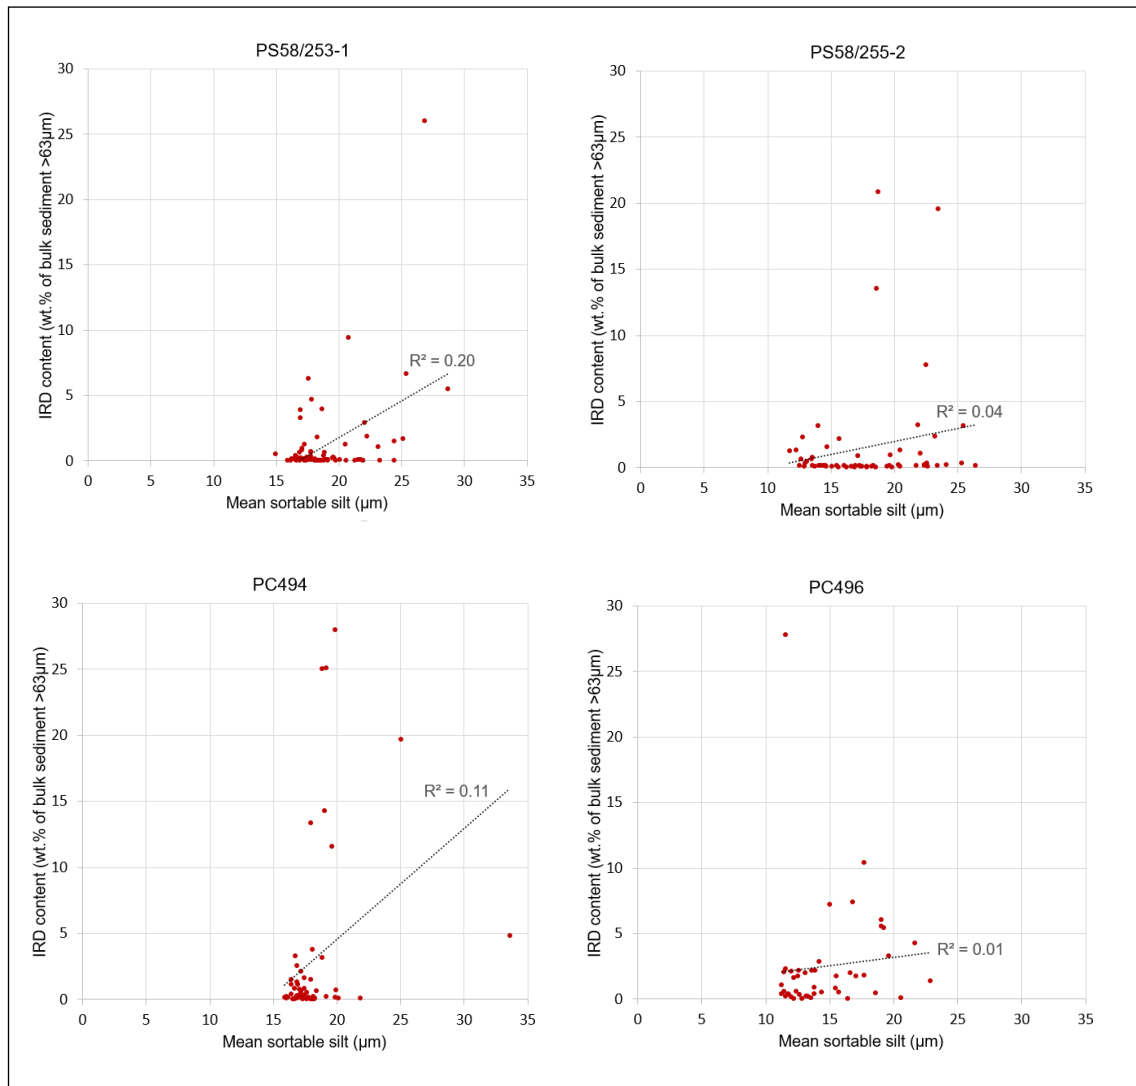 PS58/253-1
IRD content (wt.% of bulk sediment >63µm)
30
25
20
15
10
5
0
R² = 0.20
0 5 10 15 20 25 30 35
Mean sortable silt (µm)
PS58/255-2
IRD content (wt.% of bulk sediment >63µm)
30
25
20
15
10
5
0
R² = 0.04
0 5 10 15 20 25 30 35
Mean sortable silt (µm)
PC494
IRD content (wt.% of bulk sediment >63µm)
30
25
20
15
10
5
0
R² = 0.11
0 5 10 15 20 25 30 35
Mean sortable silt (µm)
PC496
IRD content (wt.% of bulk sediment >63µm)
30
25
20
15
10
5
0
R² = 0.01
0 5 10 15 20 25 30 35
Mean sortable silt (µm)